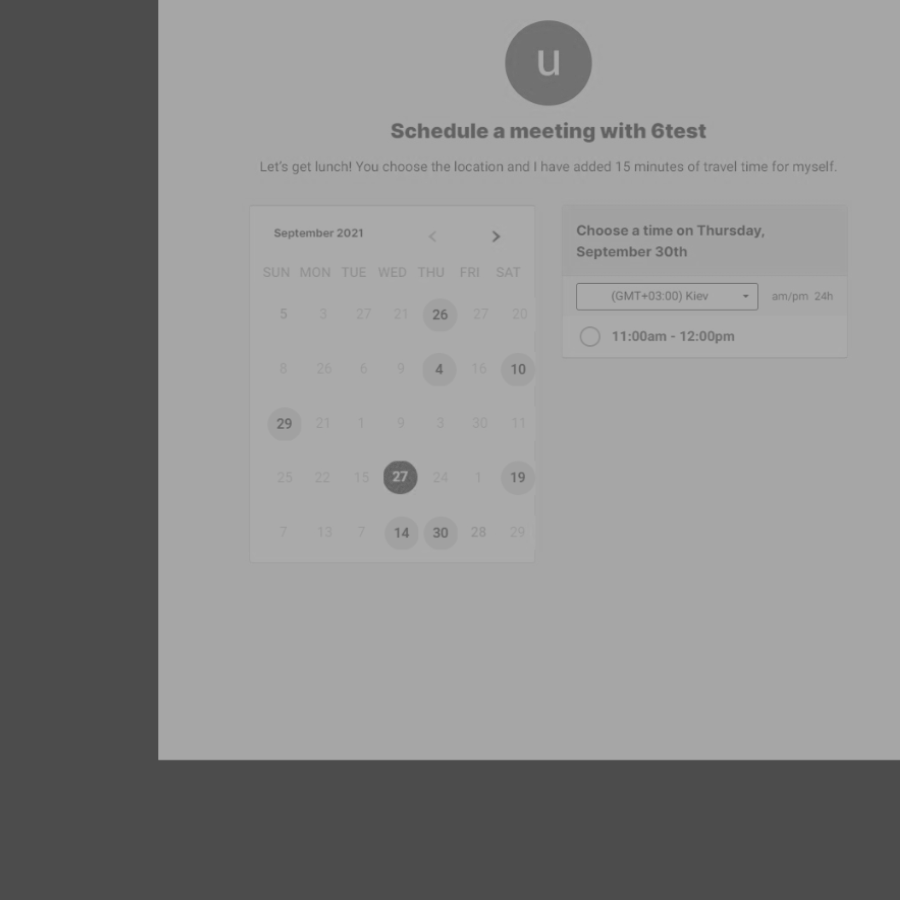 u
Schedule a meeting with 6test
Let's get lunch! You choose the location and I have added 15 minutes of travel time for myself.
September 2021 < >
SUN MON TUE WED THU FRI SAT
5 3 27 21 26 27 20
8 26 6 9 4 16 10
29 21 1 9 3 30 11
25 22 15 27 24 1 19
7 13 7 14 30 28 29
Choose a time on Thursday,
September 30th
(GMT+03:00) Kiev am/pm 24h
11:00am - 12:00pm